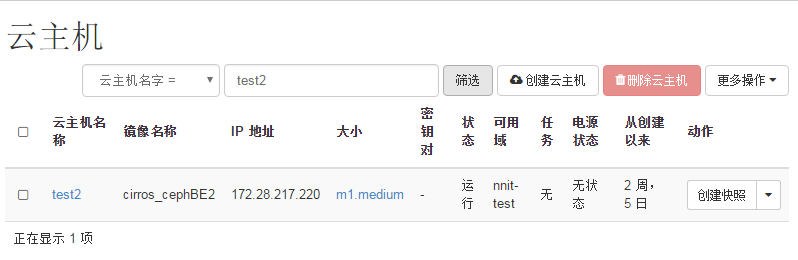 云主机
云主机名字 = test2 筛选 创建云主机 删除云主机 更多操作
云主机名称 镜像名称 IP 地址 大小 密钥对 状态 可用域 任务 电源状态 从创建以来 动作
test2 cirros_cephBE2 172.28.217.220 m1.medium - 运行 nnit-test 无 无状态 2 周，5 日 创建快照
正在显示 1 项